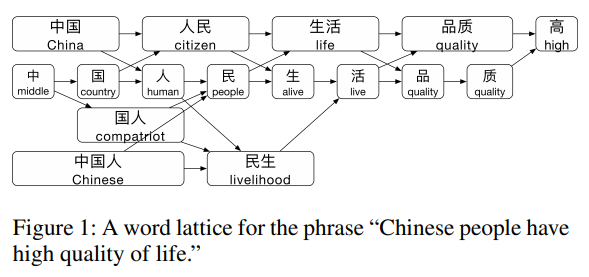 中国 人民 生活 品质 高
China citizen life quality high
中 国 人 民 生 活 品 质
middle country human people alive live quality quality
国人
compatriot
中国人 民生
Chinese livelihood
Figure 1: A word lattice for the phrase “Chinese people have
high quality of life.”